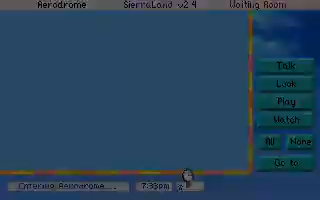 Aerodrome SierraLand v2.4 Waiting Room
Talk
Look
Play
Watch
All None
Go to
Entering Aerodrome... 7:33pm